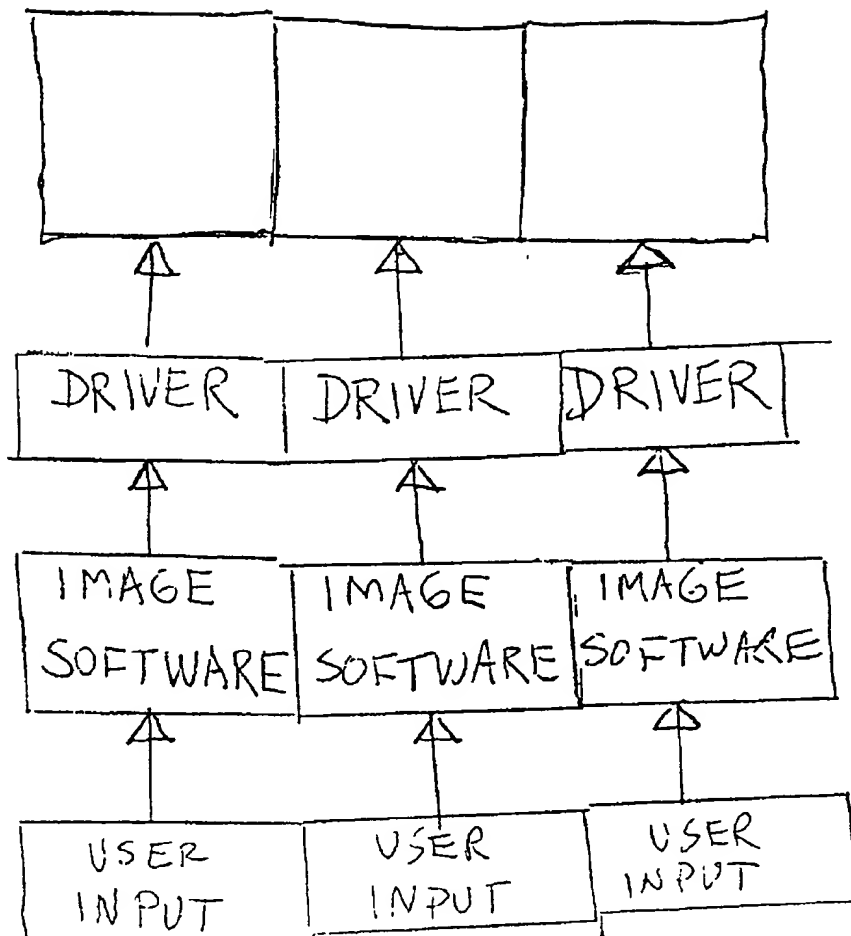 DRIVER DRIVER DRIVER
IMAGE IMAGE IMAGE
SOFTWARE SOFTWARE SOFTWARE
USER USER USER
INPUT INPUT INPUT